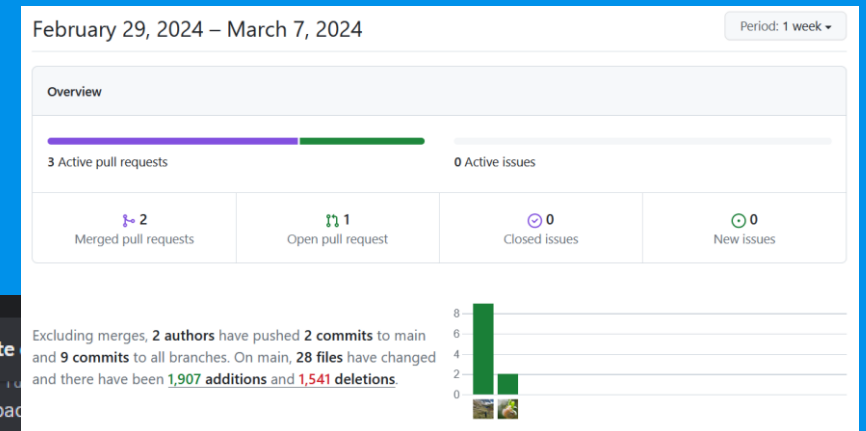 February 29, 2024 – March 7, 2024
Period: 1 week
Overview
3 Active pull requests
0 Active issues
2
Merged pull requests
1
Open pull request
0
Closed issues
0
New issues
Excluding merges, 2 authors have pushed 2 commits to main
and 9 commits to all branches. On main, 28 files have changed
and there have been 1,907 additions and 1,541 deletions.
8
6
4
2
0